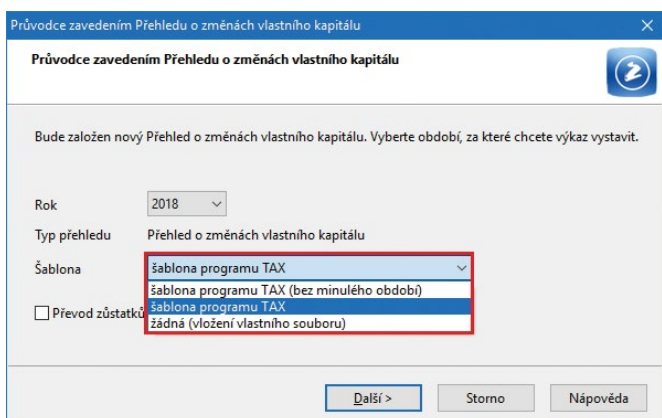 Průvodce zavedením Přehledu o změnách vlastního kapitálu
Průvodce zavedením Přehledu o změnách vlastního kapitálu
Bude založen nový Přehled o změnách vlastního kapitálu. Vyberte období, za které chcete výkaz vystavit.
Rok 2018
Typ přehledu Přehled o změnách vlastního kapitálu
Šablona šablona programu TAX
šablona programu TAX (bez minulého období)
šablona programu TAX
Převod zůstatků žádná (vložení vlastního souboru)
Další > Storno Nápověda